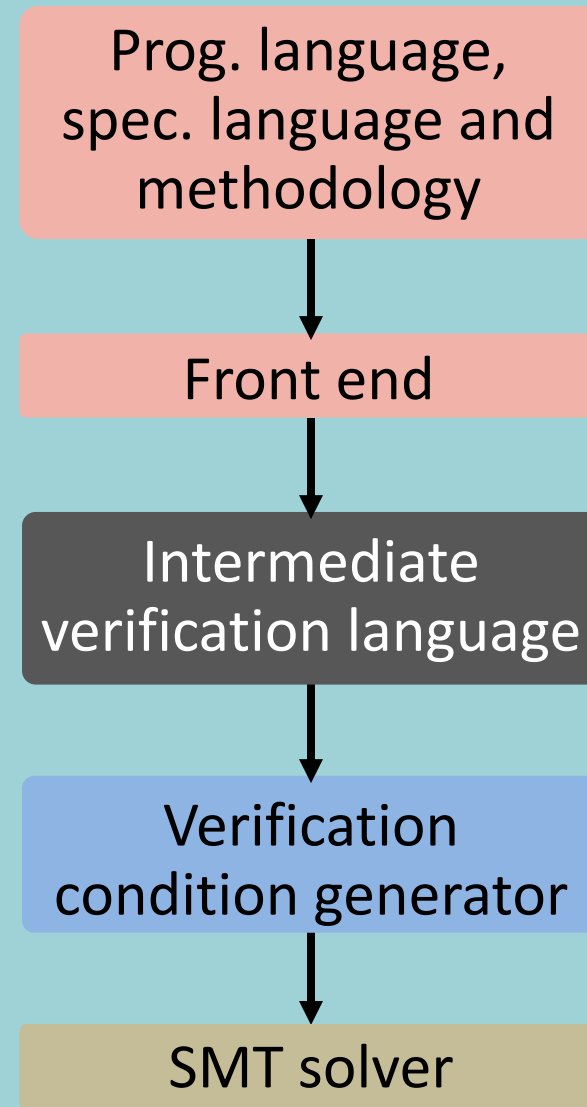 Prog. language,
spec. language and
methodology
Front end
Intermediate
verification language
Verification
condition generator
SMT solver